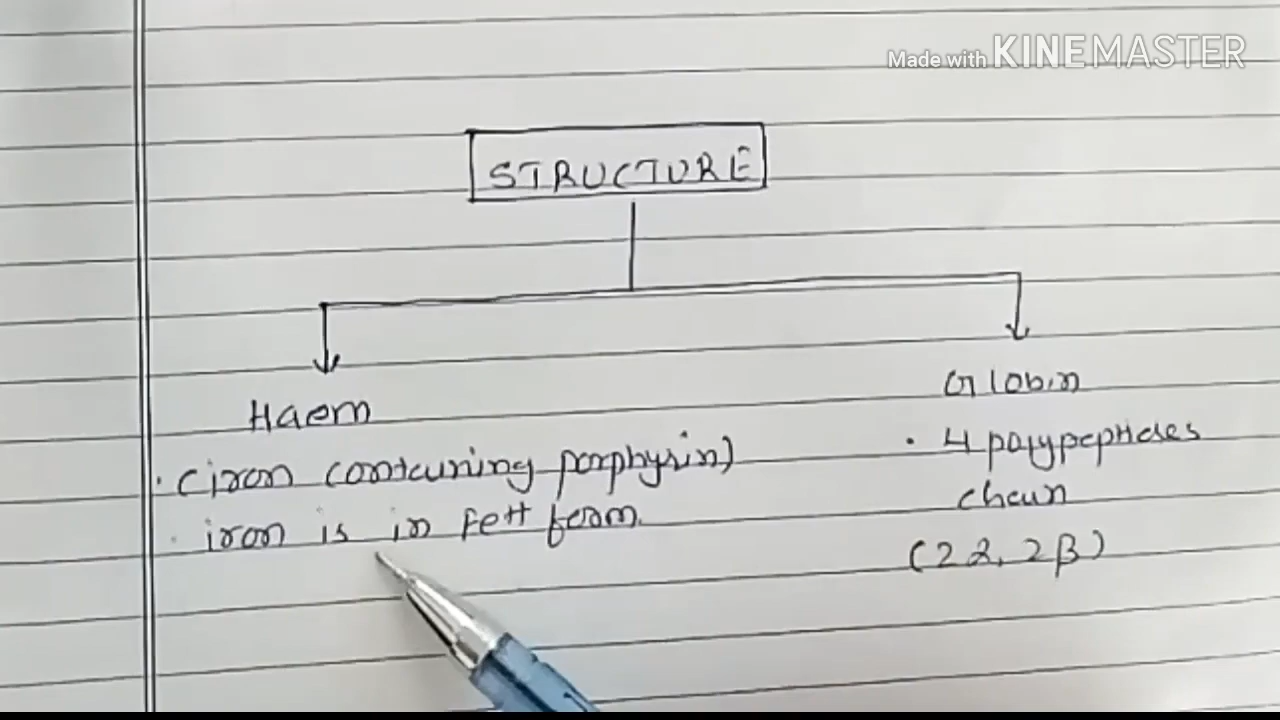 Made with KINEMASTER
STRUCTURE
Haem
· (iron containing porphyrin)
· iron is in Fe++ form.
Globin
· 4 polypeptides
chain
(2α, 2β)